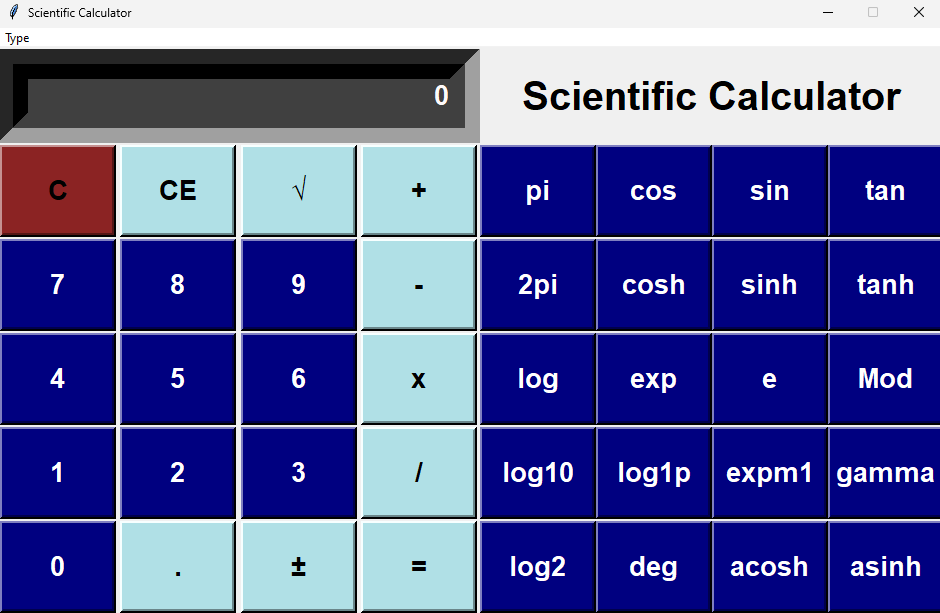 Scientific Calculator
Type
0 Scientific Calculator
C CE √ + pi cos sin tan
7 8 9 - 2pi cosh sinh tanh
4 5 6 x log exp e Mod
1 2 3 / log10 log1p expm1 gamma
0 . ± = log2 deg acosh asinh